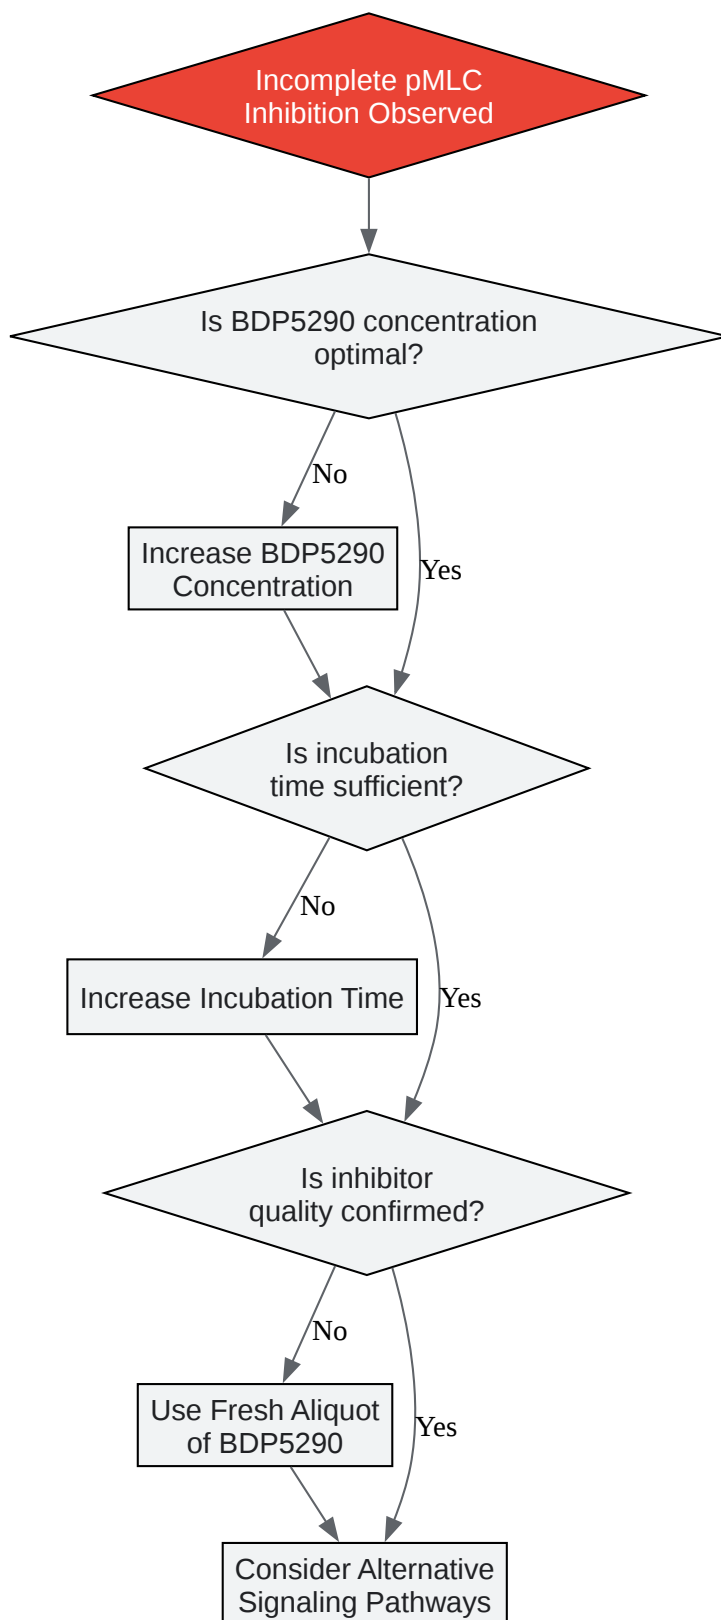 Incomplete pMLC
Inhibition Observed
Is BDP5290 concentration
optimal?
No
Increase BDP5290
Concentration
Yes
Is incubation
time sufficient?
No
Increase Incubation Time
Yes
Is inhibitor
quality confirmed?
No
Use Fresh Aliquot
of BDP5290
Yes
Consider Alternative
Signaling Pathways